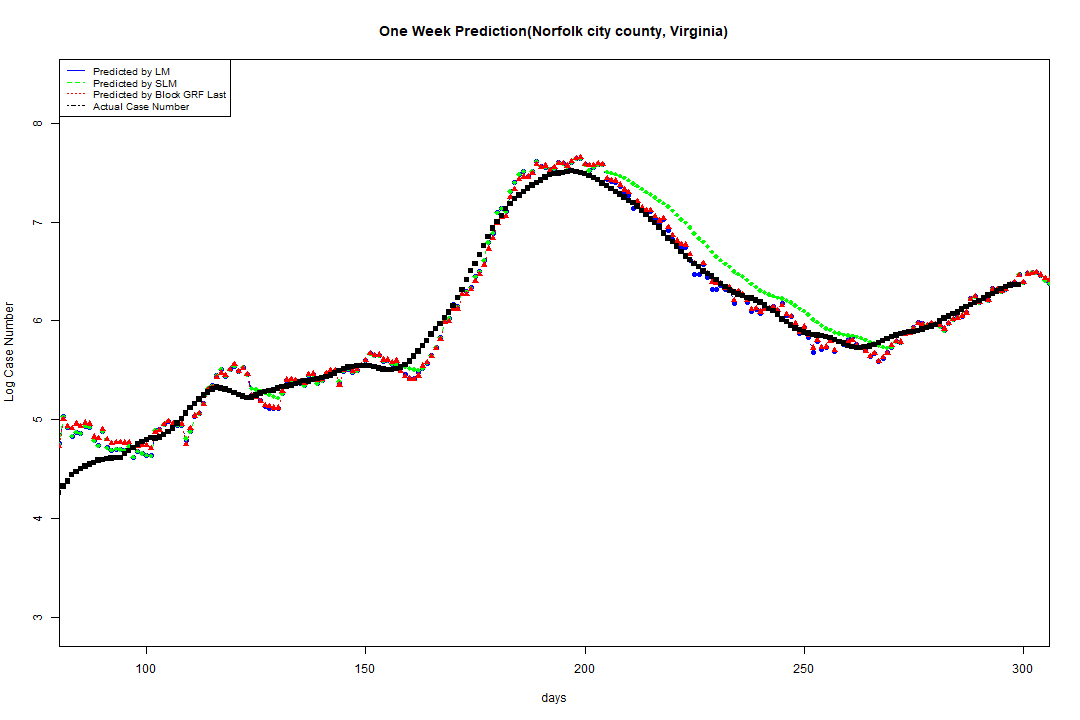 One Week Prediction(Norfolk city county, Virginia)
Predicted by LM
Predicted by SLM
Predicted by Block GRF Last
Actual Case Number
Log Case Number
8
7
6
5
4
3
100 150 200 250 300
days